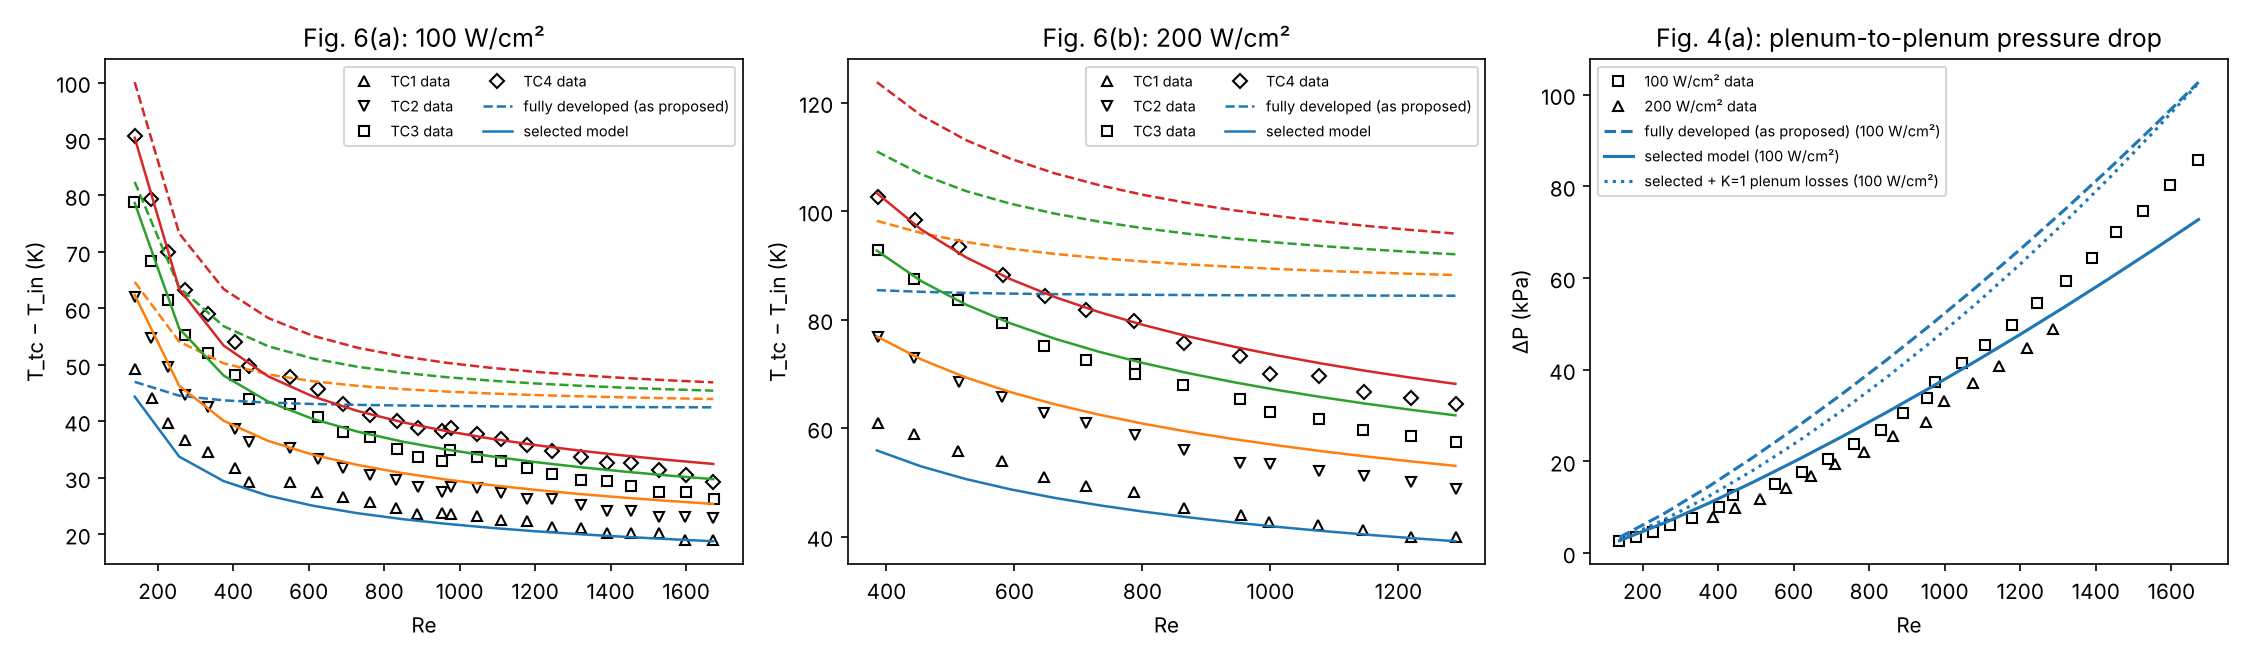 Fig. 6(a): 100 W/cm²
TC1 data
TC2 data
TC3 data
TC4 data
fully developed (as proposed)
selected model
T_tc − T_in (K)
100
90
80
70
60
50
40
30
20
200 400 600 800 1000 1200 1400 1600
Re
Fig. 6(b): 200 W/cm²
TC1 data
TC2 data
TC3 data
TC4 data
fully developed (as proposed)
selected model
T_tc − T_in (K)
120
100
80
60
40
400 600 800 1000 1200
Re
Fig. 4(a): plenum-to-plenum pressure drop
100 W/cm² data
200 W/cm² data
fully developed (as proposed) (100 W/cm²)
selected model (100 W/cm²)
selected + K=1 plenum losses (100 W/cm²)
ΔP (kPa)
100
80
60
40
20
0
200 400 600 800 1000 1200 1400 1600
Re